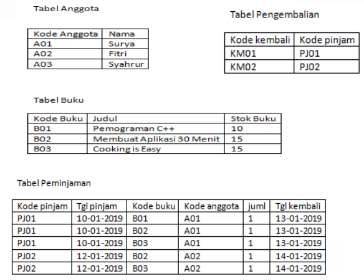 Tabel Anggota
Kode Anggota Nama
A01 Surya
A02 Fitri
A03 Syahrur
Tabel Pengembalian
Kode kembali Kode pinjam
KM01 PJ01
KM02 PJ02
Tabel Buku
Kode Buku Judul Stok Buku
B01 Pemograman C++ 10
B02 Membuat Aplikasi 30 Menit 15
B03 Cooking is Easy 15
Tabel Peminjaman
Kode pinjam Tgl pinjam Kode buku Kode anggota juml Tgl kembali
PJ01 10-01-2019 B01 A01 1 13-01-2019
PJ01 10-01-2019 B02 A01 1 13-01-2019
PJ01 10-01-2019 B03 A01 1 13-01-2019
PJ02 12-01-2019 B02 A02 1 14-01-2019
PJ02 12-01-2019 B03 A02 1 14-01-2019